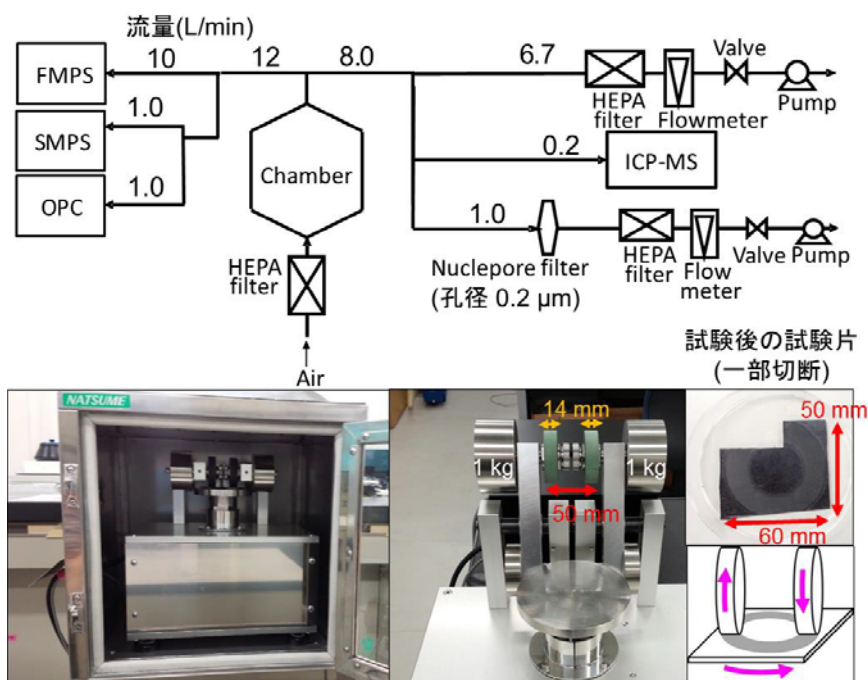 流量(L/min)
FMPS
10
12
8.0
6.7
HEPA
filter
Flowmeter
Valve
Pump
SMPS
1.0
OPC
1.0
Chamber
0.2
ICP-MS
1.0
Nuclepore filter
(孔径 0.2 μm)
HEPA
filter
Flow
meter
Valve
Pump
HEPA
filter
Air
試験後の試験片
(一部切断)
NATSUME
14 mm
1 kg
1 kg
50 mm
50 mm
60 mm